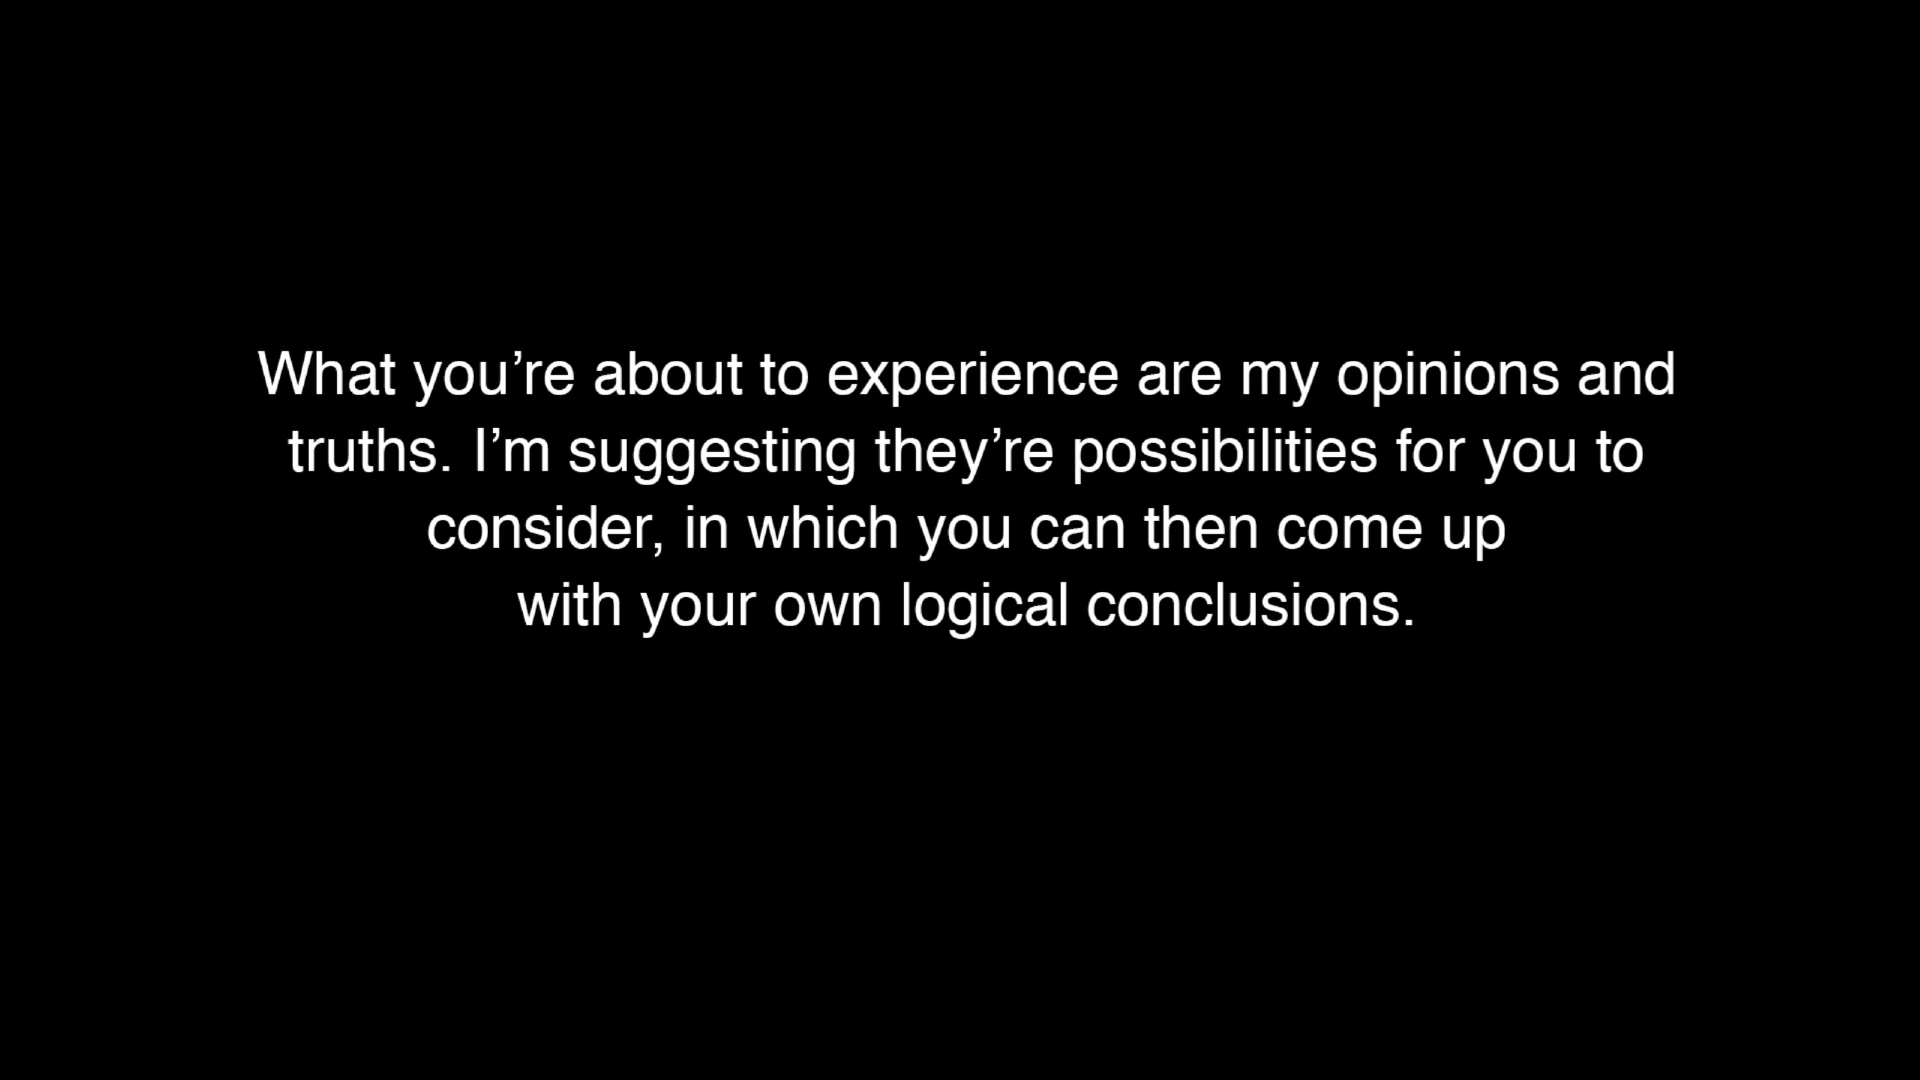 What you’re about to experience are my opinions and
truths. I’m suggesting they’re possibilities for you to
consider, in which you can then come up
with your own logical conclusions.